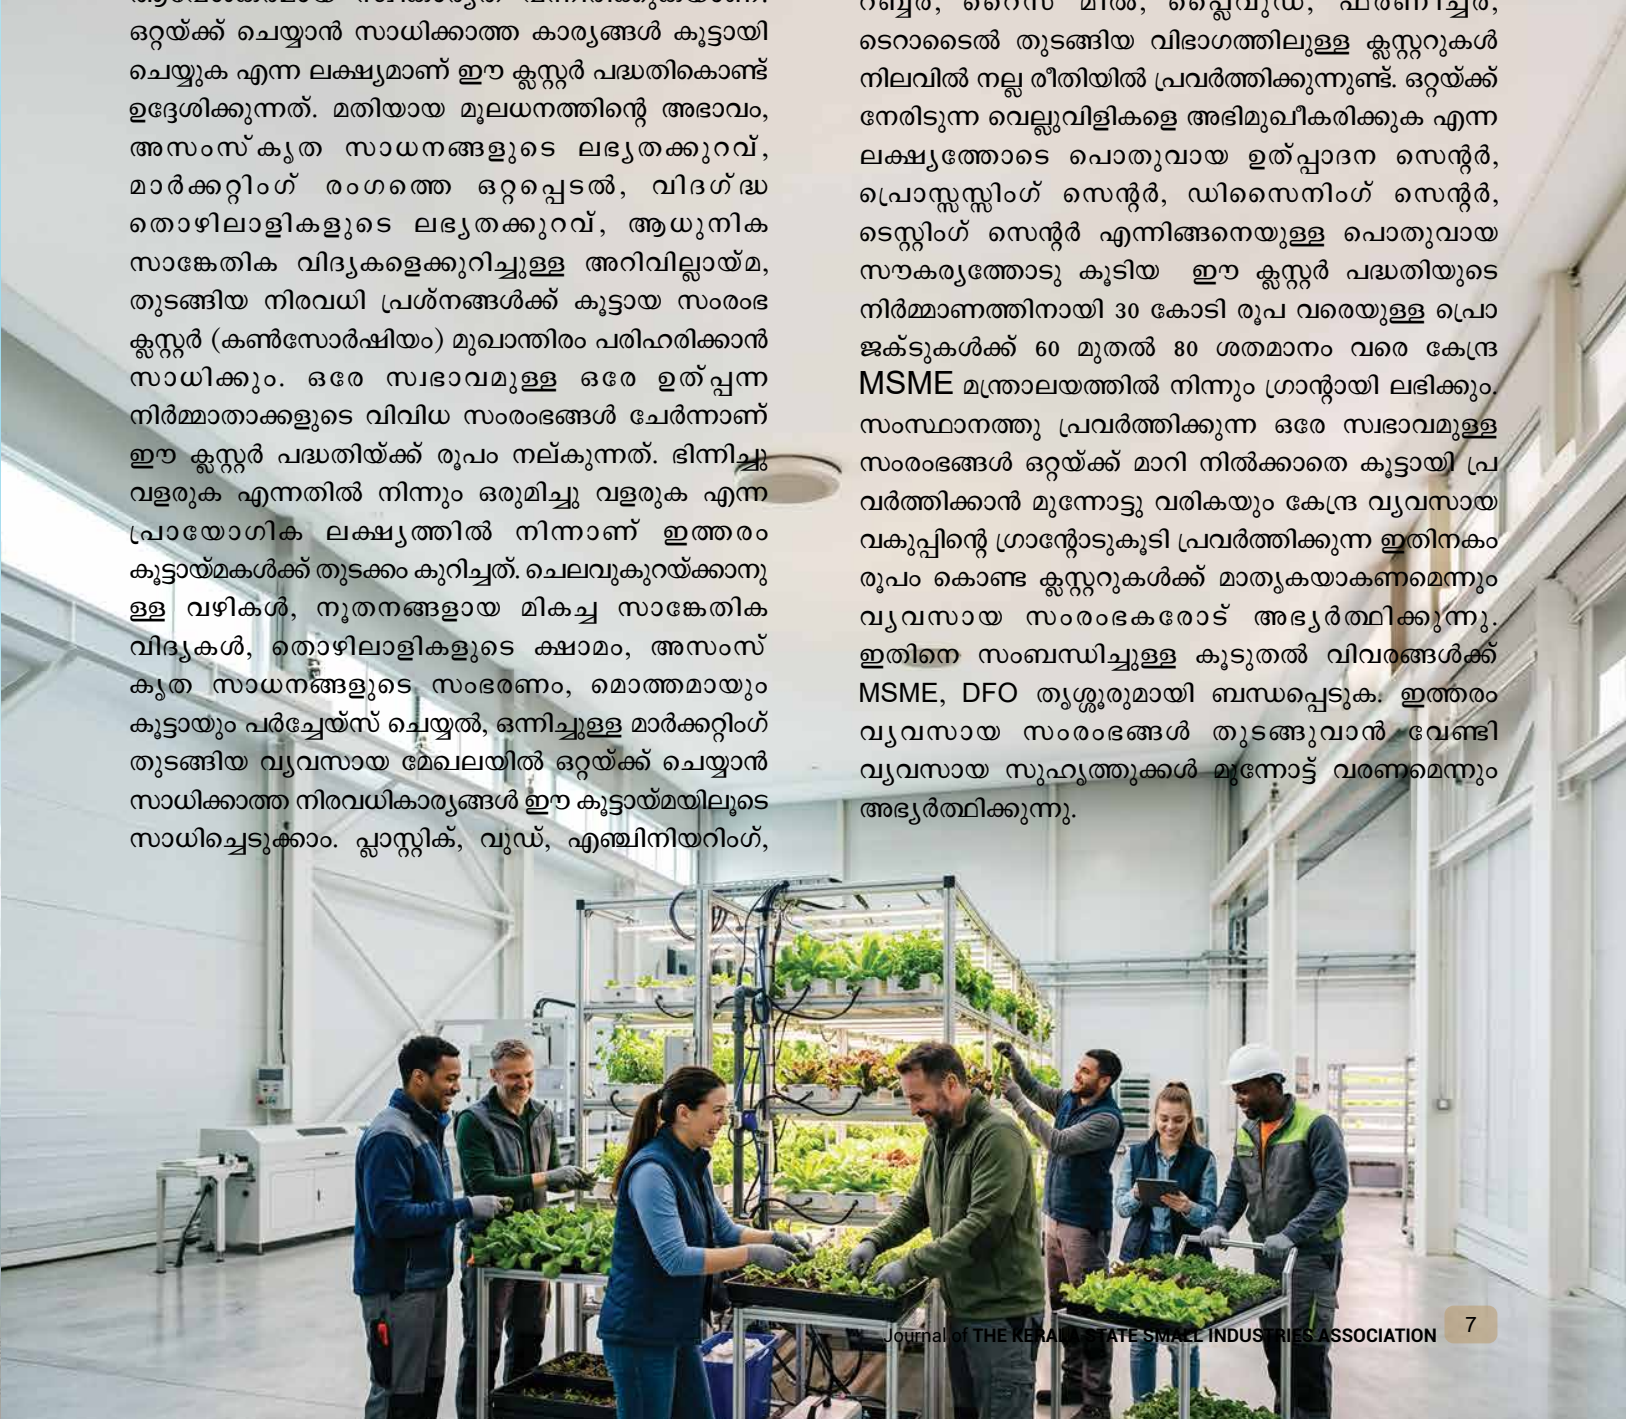 ഒറ്റയ്ക്ക് ചെയ്യാൻ സാധിക്കാത്ത കാര്യങ്ങൾ കൂട്ടായി
ചെയ്യുക എന്ന ലക്ഷ്യമാണ് ഈ ക്ലസ്റ്റർ പദ്ധതികൊണ്ട്
ഉദ്ദേശിക്കുന്നത്. മതിയായ മൂലധനത്തിന്റെ അഭാവം,
അസംസ്കൃത സാധനങ്ങളുടെ ലഭ്യതക്കുറവ്,
മാർക്കറ്റിംഗ് രംഗത്തെ ഒറ്റപ്പെടൽ, വിദഗ്ദ്ധ
തൊഴിലാളികളുടെ ലഭ്യതക്കുറവ്, ആധുനിക
സാങ്കേതിക വിദ്യകളെക്കുറിച്ചുള്ള അറിവില്ലായ്മ,
തുടങ്ങിയ നിരവധി പ്രശ്നങ്ങൾക്ക് കൂട്ടായ സംരംഭ
ക്ലസ്റ്റർ (കൺസോർഷിയം) മുഖാന്തിരം പരിഹരിക്കാൻ
സാധിക്കും. ഒരേ സ്വഭാവമുള്ള ഒരേ ഉത്പ്പന്ന
നിർമ്മാതാക്കളുടെ വിവിധ സംരംഭങ്ങൾ ചേർന്നാണ്
ഈ ക്ലസ്റ്റർ പദ്ധതിയ്ക്ക് രൂപം നല്കുന്നത്. ഭിന്നിച്ചു
വളരുക എന്നതിൽ നിന്നും ഒരുമിച്ചു വളരുക എന്ന
പ്രായോഗിക ലക്ഷ്യത്തിൽ നിന്നാണ് ഇത്തരം
കൂട്ടായ്മകൾക്ക് തുടക്കം കുറിച്ചത്. ചെലവുകുറയ്ക്കാനു
ള്ള വഴികൾ, നൂതനങ്ങളായ മികച്ച സാങ്കേതിക
വിദ്യകൾ, തൊഴിലാളികളുടെ ക്ഷാമം, അസംസ്
കൃത സാധനങ്ങളുടെ സംഭരണം, മൊത്തമായും
കൂട്ടായും പർച്ചേയ്സ് ചെയ്യൽ, ഒന്നിച്ചുള്ള മാർക്കറ്റിംഗ്
തുടങ്ങിയ വ്യവസായ മേഖലയിൽ ഒറ്റയ്ക്ക് ചെയ്യാൻ
സാധിക്കാത്ത നിരവധികാര്യങ്ങൾ ഈ കൂട്ടായ്മയിലൂടെ
സാധിച്ചെടുക്കാം. പ്ലാസ്റ്റിക്, വുഡ്, എഞ്ചിനിയറിംഗ്,
റബ്ബർ, റൈസ് മിൽ, പ്ലൈവുഡ്, ഫർണിച്ചർ,
ടെറാടൈൽ തുടങ്ങിയ വിഭാഗത്തിലുള്ള ക്ലസ്റ്ററുകൾ
നിലവിൽ നല്ല രീതിയിൽ പ്രവർത്തിക്കുന്നുണ്ട്. ഒറ്റയ്ക്ക്
നേരിടുന്ന വെല്ലുവിളികളെ അഭിമുഖീകരിക്കുക എന്ന
ലക്ഷ്യത്തോടെ പൊതുവായ ഉത്പ്പാദന സെന്റർ,
പ്രൊസ്സസ്സിംഗ് സെന്റർ, ഡിസൈനിംഗ് സെന്റർ,
ടെസ്റ്റിംഗ് സെന്റർ എന്നിങ്ങനെയുള്ള പൊതുവായ
സൗകര്യത്തോടു കൂടിയ ഈ ക്ലസ്റ്റർ പദ്ധതിയുടെ
നിർമ്മാണത്തിനായി 30 കോടി രൂപ വരെയുള്ള പ്രൊ
ജക്ടുകൾക്ക് 60 മുതൽ 80 ശതമാനം വരെ കേന്ദ്ര
MSME മന്ത്രാലയത്തിൽ നിന്നും ഗ്രാന്റായി ലഭിക്കും.
സംസ്ഥാനത്തു പ്രവർത്തിക്കുന്ന ഒരേ സ്വഭാവമുള്ള
സംരംഭങ്ങൾ ഒറ്റയ്ക്ക് മാറി നിൽക്കാതെ കൂട്ടായി പ്ര
വർത്തിക്കാൻ മുന്നോട്ടു വരികയും കേന്ദ്ര വ്യവസായ
വകുപ്പിന്റെ ഗ്രാന്റോടുകൂടി പ്രവർത്തിക്കുന്ന ഇതിനകം
രൂപം കൊണ്ട ക്ലസ്റ്ററുകൾക്ക് മാതൃകയാകണമെന്നും
വ്യവസായ സംരംഭകരോട് അഭ്യർത്ഥിക്കുന്നു.
ഇതിനെ സംബന്ധിച്ചുള്ള കൂടുതൽ വിവരങ്ങൾക്ക്
MSME, DFO തൃശ്ശൂരുമായി ബന്ധപ്പെടുക. ഇത്തരം
വ്യവസായ സംരംഭങ്ങൾ തുടങ്ങുവാൻ വേണ്ടി
വ്യവസായ സുഹൃത്തുക്കൾ മുന്നോട്ട് വരണമെന്നും
അഭ്യർത്ഥിക്കുന്നു.
Journal of THE KERALA STATE SMALL INDUSTRIES ASSOCIATION
7